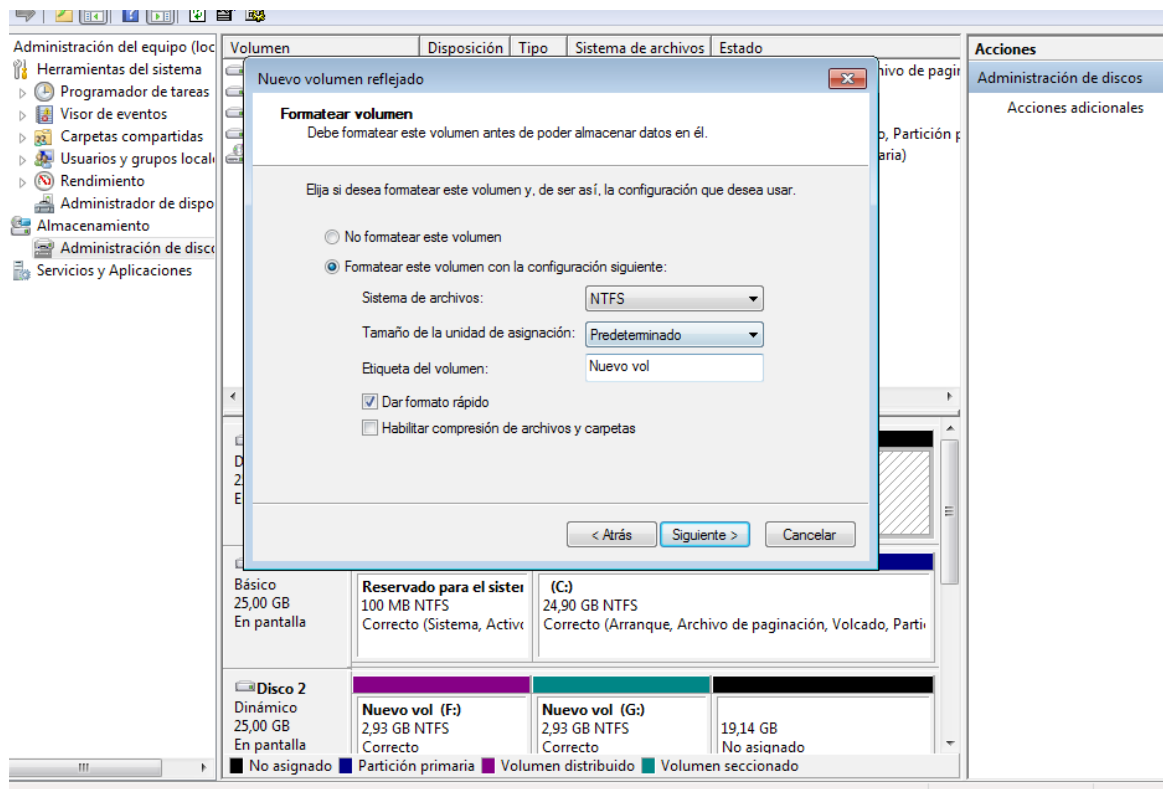 Administración del equipo (loc
Herramientas del sistema
Programador de tareas
Visor de eventos
Carpetas compartidas
Usuarios y grupos locale
Rendimiento
Administrador de dispo
Almacenamiento
Administración de disco
Servicios y Aplicaciones
Volumen Disposición Tipo Sistema de archivos Estado
hivo de pagin
o, Partición p
aria)
Nuevo volumen reflejado
Formatear volumen
Debe formatear este volumen antes de poder almacenar datos en él.
Elija si desea formatear este volumen y, de ser así, la configuración que desea usar.
No formatear este volumen
Formatear este volumen con la configuración siguiente:
Sistema de archivos: NTFS
Tamaño de la unidad de asignación: Predeterminado
Etiqueta del volumen: Nuevo vol
Dar formato rápido
Habilitar compresión de archivos y carpetas
< Atrás Siguiente > Cancelar
D
2
E
Básico
25,00 GB
En pantalla
Reservado para el sister
100 MB NTFS
Correcto (Sistema, Activo
(C:)
24,90 GB NTFS
Correcto (Arranque, Archivo de paginación, Volcado, Parti
Disco 2
Dinámico
25,00 GB
En pantalla
Nuevo vol (F:)
2,93 GB NTFS
Correcto
Nuevo vol (G:)
2,93 GB NTFS
Correcto
19,14 GB
No asignado
No asignado Partición primaria Volumen distribuido Volumen seccionado
Acciones
Administración de discos
Acciones adicionales